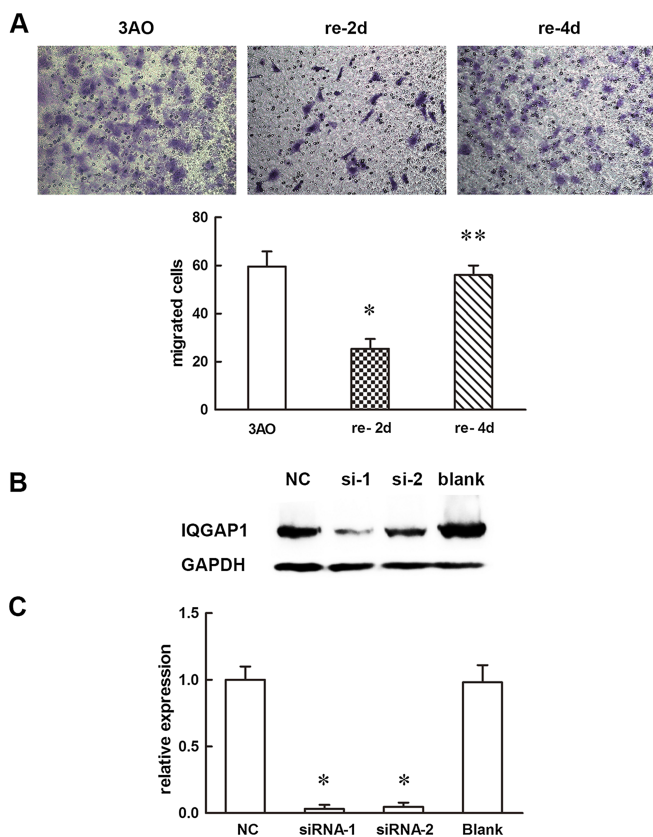 A
3AO re-2d re-4d
80
60
40
20
0
migrated cells
*
**
3AO re- 2d re- 4d
B
NC si-1 si-2 blank
IQGAP1
GAPDH
C
1.5
1.0
0.5
0.0
relative expression
* *
NC siRNA-1 siRNA-2 Blank